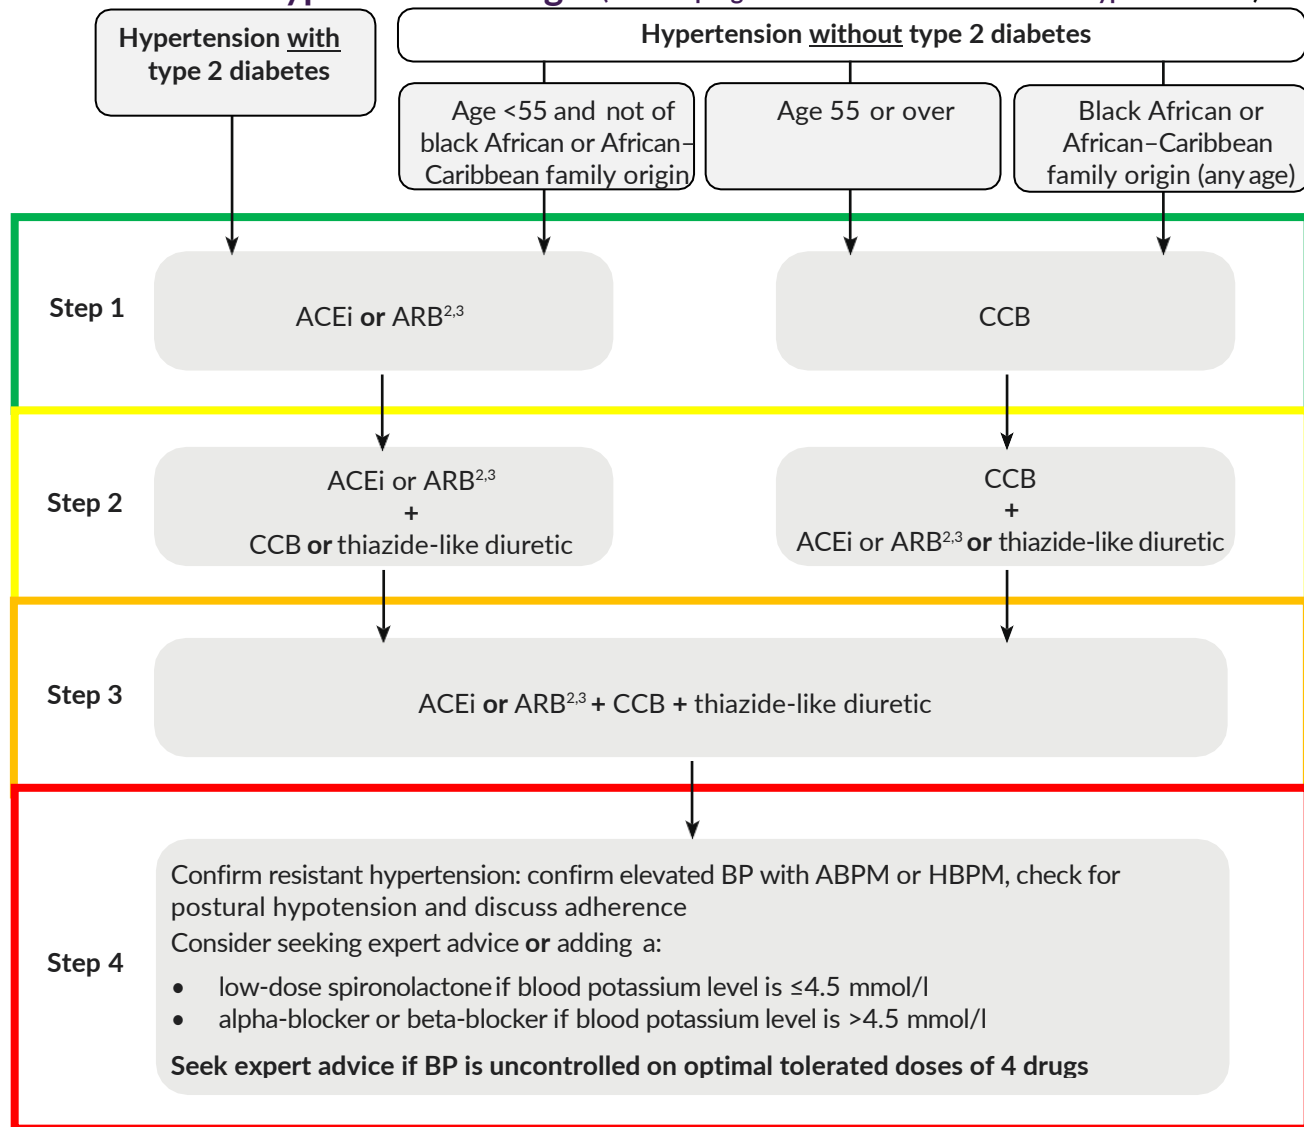 Hypertension with
type 2 diabetes
Hypertension without type 2 diabetes
Age <55 and not of
black African or African–
Caribbean family origin
Age 55 or over
Black African or
African–Caribbean
family origin (any age)
Step 1
ACEi or ARB2,3
CCB
Step 2
ACEi or ARB2,3
+
CCB or thiazide-like diuretic
CCB
+
ACEi or ARB2,3 or thiazide-like diuretic
Step 3
ACEi or ARB2,3 + CCB + thiazide-like diuretic
Step 4
Confirm resistant hypertension: confirm elevated BP with ABPM or HBPM, check for
postural hypotension and discuss adherence
Consider seeking expert advice or adding a:
• low-dose spironolactone if blood potassium level is ≤4.5 mmol/l
• alpha-blocker or beta-blocker if blood potassium level is >4.5 mmol/l
Seek expert advice if BP is uncontrolled on optimal tolerated doses of 4 drugs